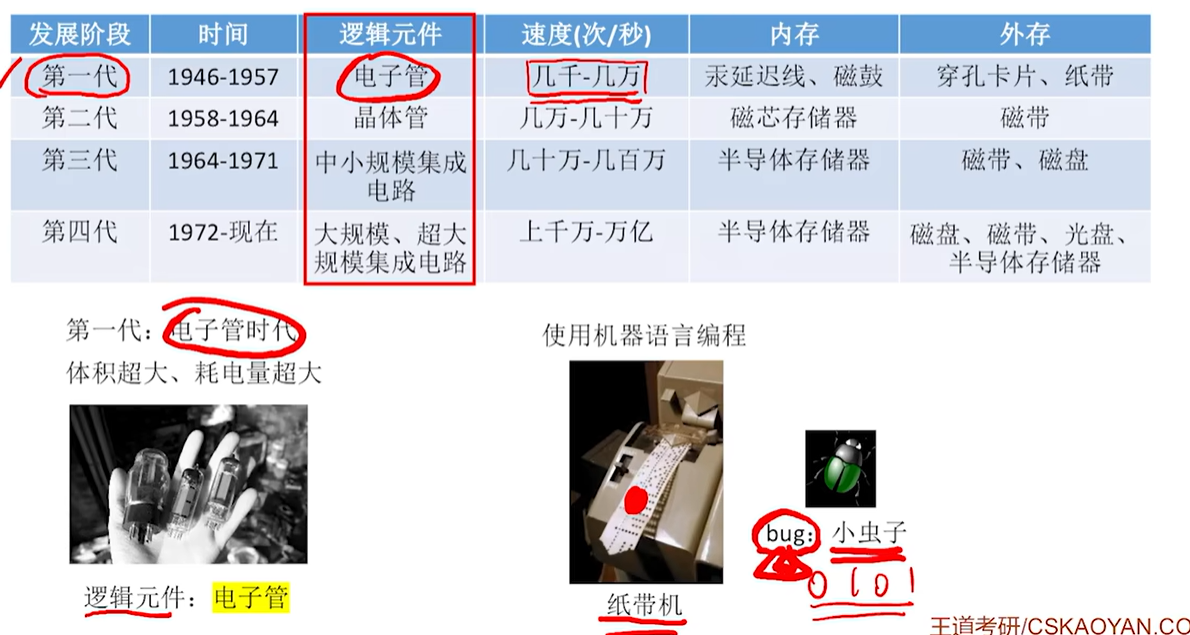 发展阶段 时间 逻辑元件 速度(次/秒) 内存 外存
第一代 1946-1957 电子管 几千-几万 汞延迟线、磁鼓 穿孔卡片、纸带
第二代 1958-1964 晶体管 几万-几十万 磁芯存储器 磁带
第三代 1964-1971 中小规模集成 几十万-几百万 半导体存储器 磁带、磁盘
电路
第四代 1972-现在 大规模、超大 上千万-万亿 半导体存储器 磁盘、磁带、光盘、
规模集成电路 半导体存储器
第一代：电子管时代
体积超大、耗电量超大
使用机器语言编程
bug：小虫子
0 1 0 1
逻辑元件：电子管
纸带机
王道考研/CSKAOYAN.CO